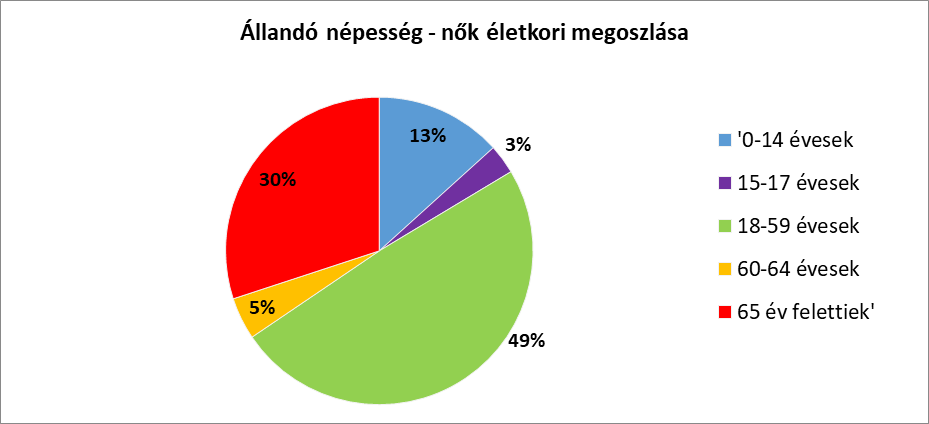 Állandó népesség - nők életkori megoszlása
13%
3%
30%
5%
49%
'0-14 évesek
15-17 évesek
18-59 évesek
60-64 évesek
65 év felettiek'